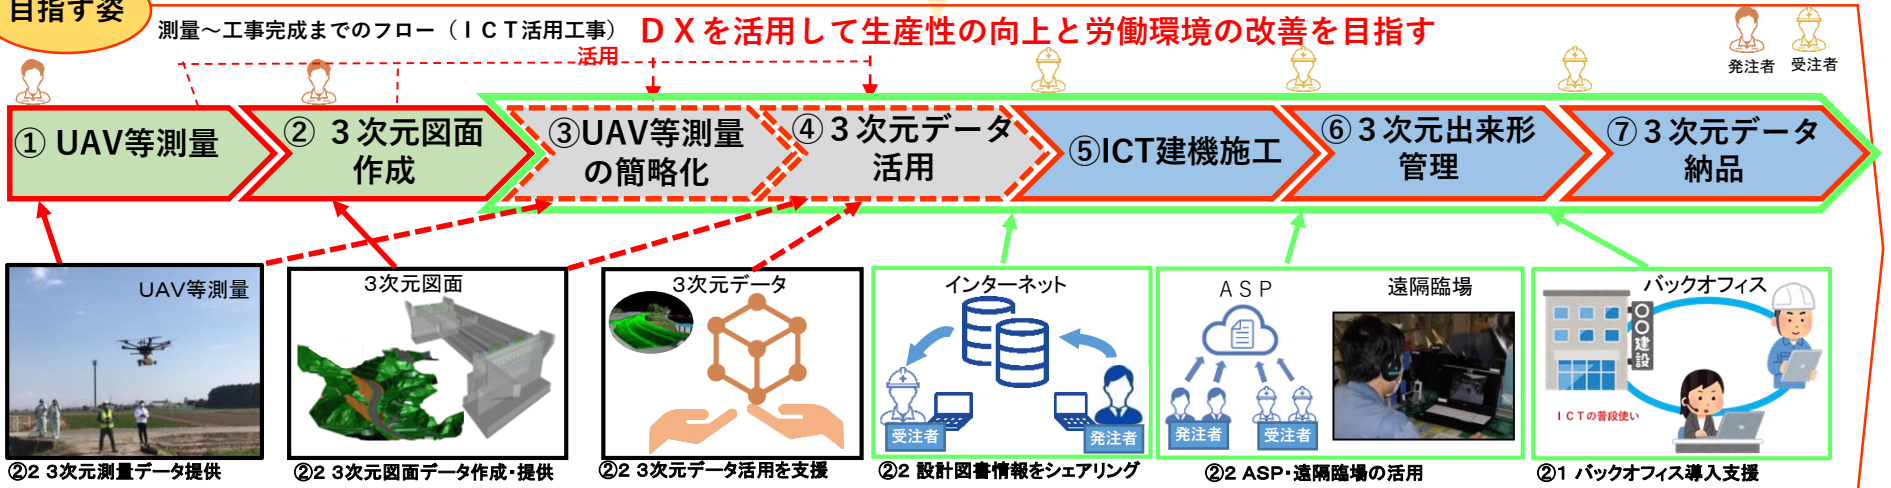 目指す姿
測量～工事完成までのフロー（ＩＣＴ活用工事）
ＤＸを活用して生産性の向上と労働環境の改善を目指す
活用
発注者
受注者
① UAV等測量
② ３次元図面
作成
③UAV等測量
の簡略化
④３次元データ
活用
⑤ICT建機施工
⑥３次元出来形
管理
⑦３次元データ
納品
UAV等測量
3次元図面
3次元データ
インターネット
受注者
発注者
ＡＳＰ
発注者
受注者
遠隔臨場
バックオフィス
〇〇建設
ＩＣＴの普段使い
②2 3次元測量データ提供
②2 3次元図面データ作成・提供
②2 3次元データ活用を支援
②2 設計図書情報をシェアリング
②2 ASP・遠隔臨場の活用
②1 バックオフィス導入支援